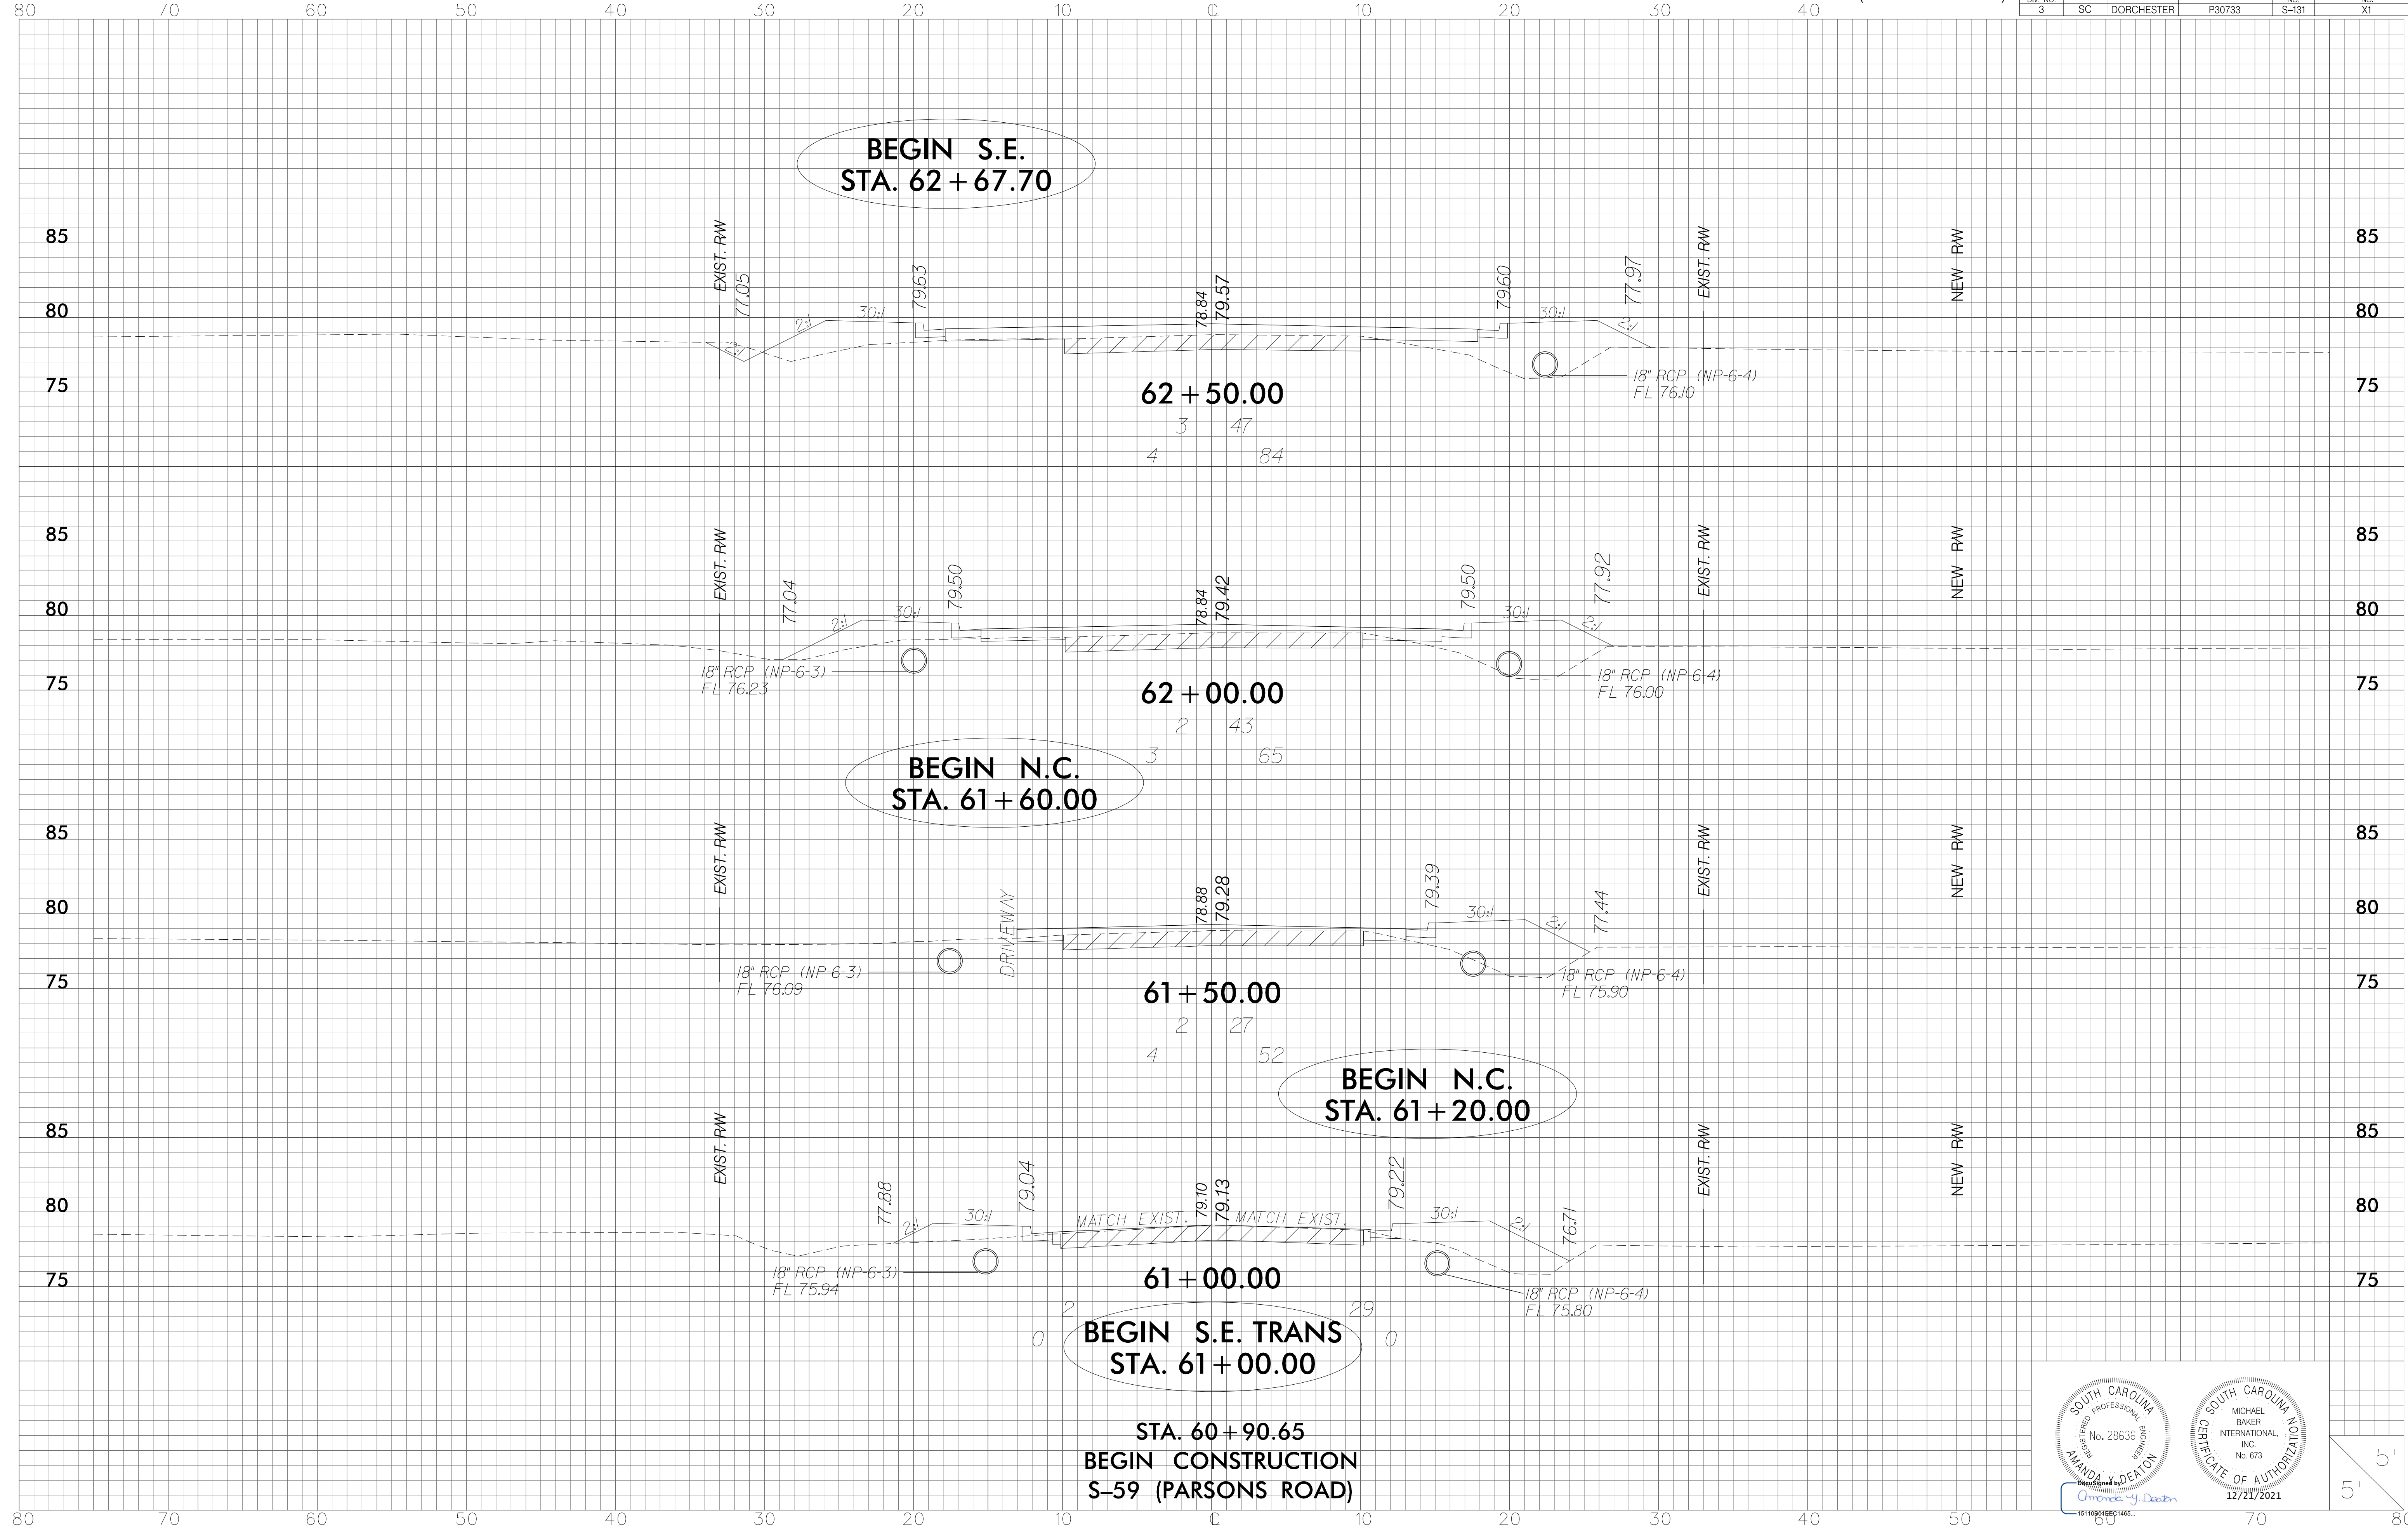 80 70 60 50 40 30 20 10 ℄ 10 20 30 40
3 SC DORCHESTER P30733 S–131 X1
BEGIN S.E.
STA. 62+67.70
85 85
80 80
75 75
EXIST. R/W
77.05
2:1
2:1
30:1
79.63
78.84
79.57
79.60
30:1
77.97
2:1
EXIST. R/W
NEW R/W
18" RCP (NP-6-4)
FL 76.10
62+50.00
3 47
4 84
85 85
80 80
75 75
EXIST. R/W
77.04
2:1
30:1
79.50
78.84
79.42
79.50
30:1
77.92
2:1
EXIST. R/W
NEW R/W
18" RCP (NP-6-3)
FL 76.23
18" RCP (NP-6-4)
FL 76.00
62+00.00
2 43
3 65
BEGIN N.C.
STA. 61+60.00
85 85
80 80
75 75
EXIST. R/W
DRIVEWAY
78.88
79.28
79.39
30:1
2:1
77.44
EXIST. R/W
NEW R/W
18" RCP (NP-6-3)
FL 76.09
18" RCP (NP-6-4)
FL 75.90
61+50.00
2 27
4 52
BEGIN N.C.
STA. 61+20.00
85 85
80 80
75 75
EXIST. R/W
77.88
2:1
30:1
79.04
MATCH EXIST.
79.10
79.13
MATCH EXIST.
79.22
30:1
2:1
76.71
EXIST. R/W
NEW R/W
18" RCP (NP-6-3)
FL 75.94
18" RCP (NP-6-4)
FL 75.80
61+00.00
2 29
0 0
BEGIN S.E. TRANS
STA. 61+00.00
STA. 60+90.65
BEGIN CONSTRUCTION
S–59 (PARSONS ROAD)
SOUTH CAROLINA
REGISTERED PROFESSIONAL ENGINEER
No. 28636
AMANDA Y DEATON
DocuSigned by:
Amanda Y. Deaton
SOUTH CAROLINA
CERTIFICATE OF AUTHORIZATION
MICHAEL
BAKER
INTERNATIONAL,
INC.
No. 673
12/21/2021
5'
5'
80 70 60 50 40 30 20 10 ℄ 10 20 30 40 50 60 70